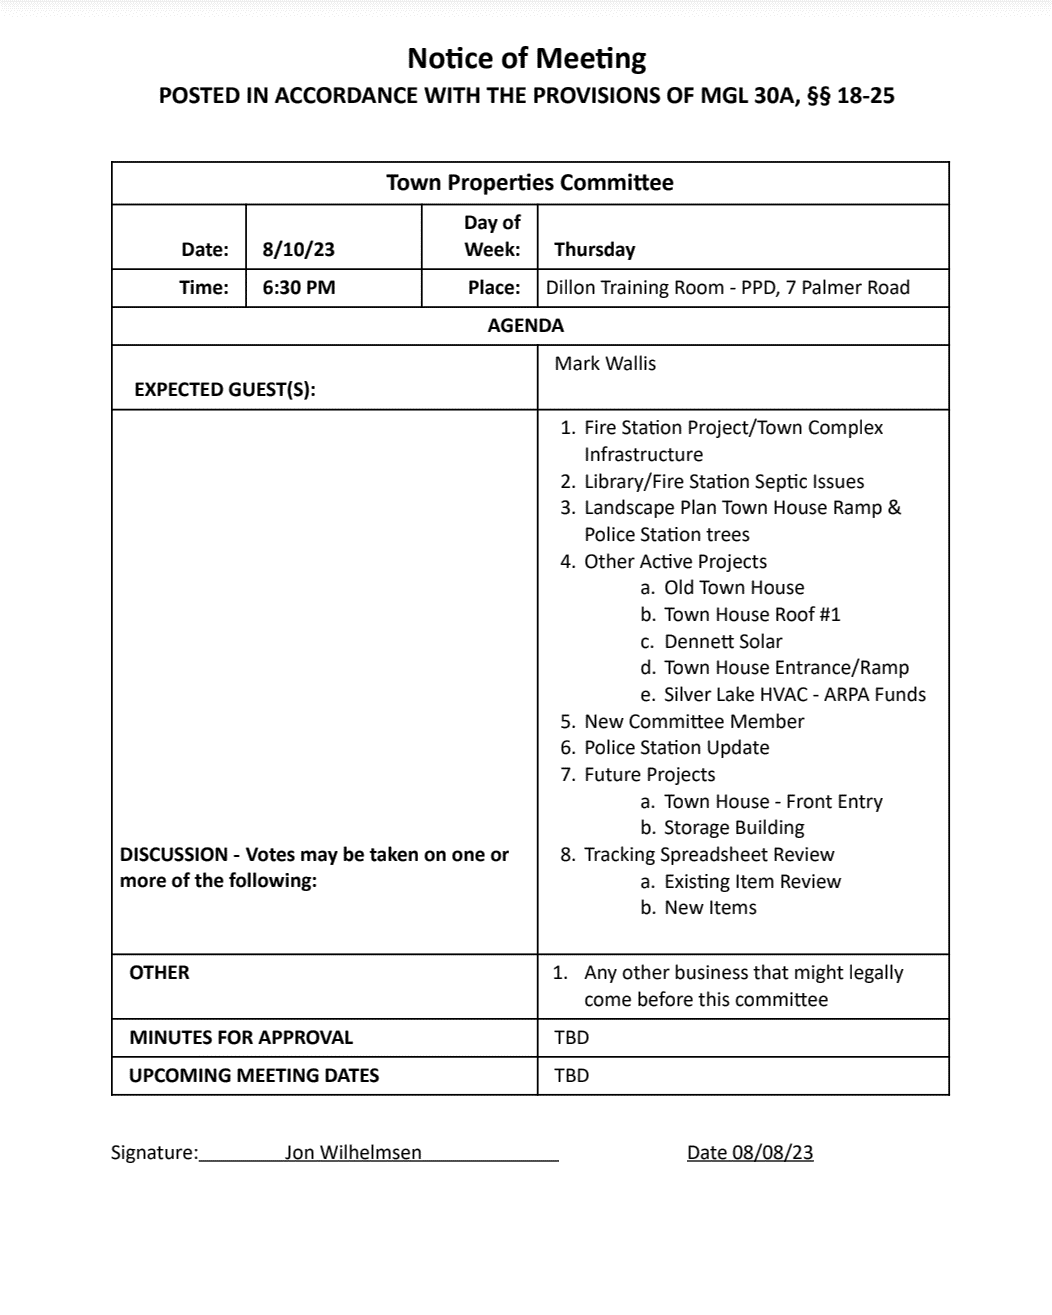 Notice of Meeting
POSTED IN ACCORDANCE WITH THE PROVISIONS OF MGL 30A, §§ 18-25
Town Properties Committee
Date: 8/10/23 Day of Week: Thursday
Time: 6:30 PM Place: Dillon Training Room - PPD, 7 Palmer Road
AGENDA
EXPECTED GUEST(S): Mark Wallis
DISCUSSION - Votes may be taken on one or
more of the following:
1. Fire Station Project/Town Complex
Infrastructure
2. Library/Fire Station Septic Issues
3. Landscape Plan Town House Ramp &
Police Station trees
4. Other Active Projects
a. Old Town House
b. Town House Roof #1
c. Dennett Solar
d. Town House Entrance/Ramp
e. Silver Lake HVAC - ARPA Funds
5. New Committee Member
6. Police Station Update
7. Future Projects
a. Town House - Front Entry
b. Storage Building
8. Tracking Spreadsheet Review
a. Existing Item Review
b. New Items
OTHER
1. Any other business that might legally
come before this committee
MINUTES FOR APPROVAL TBD
UPCOMING MEETING DATES TBD
Signature: Jon Wilhelmsen Date 08/08/23